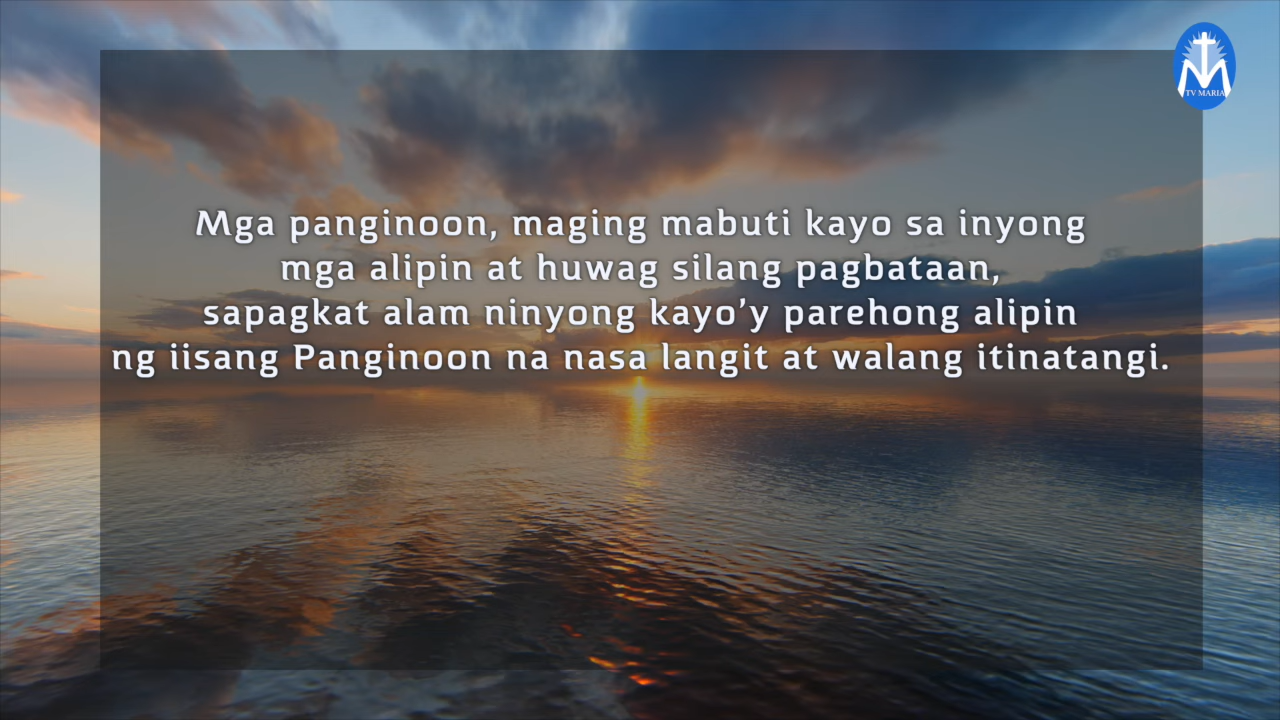 TV MARIA
Mga panginoon, maging mabuti kayo sa inyong
mga alipin at huwag silang pagbataan,
sapagkat alam ninyong kayo’y parehong alipin
ng iisang Panginoon na nasa langit at walang itinatangi.